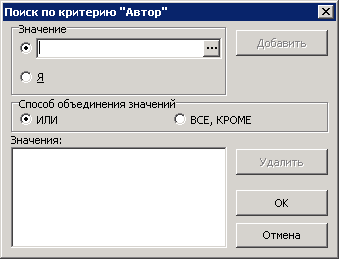 Поиск по критерию "Автор"
Значение
...
Добавить
Я
Способ объединения значений
ИЛИ
ВСЕ, КРОМЕ
Значения:
Удалить
OK
Отмена